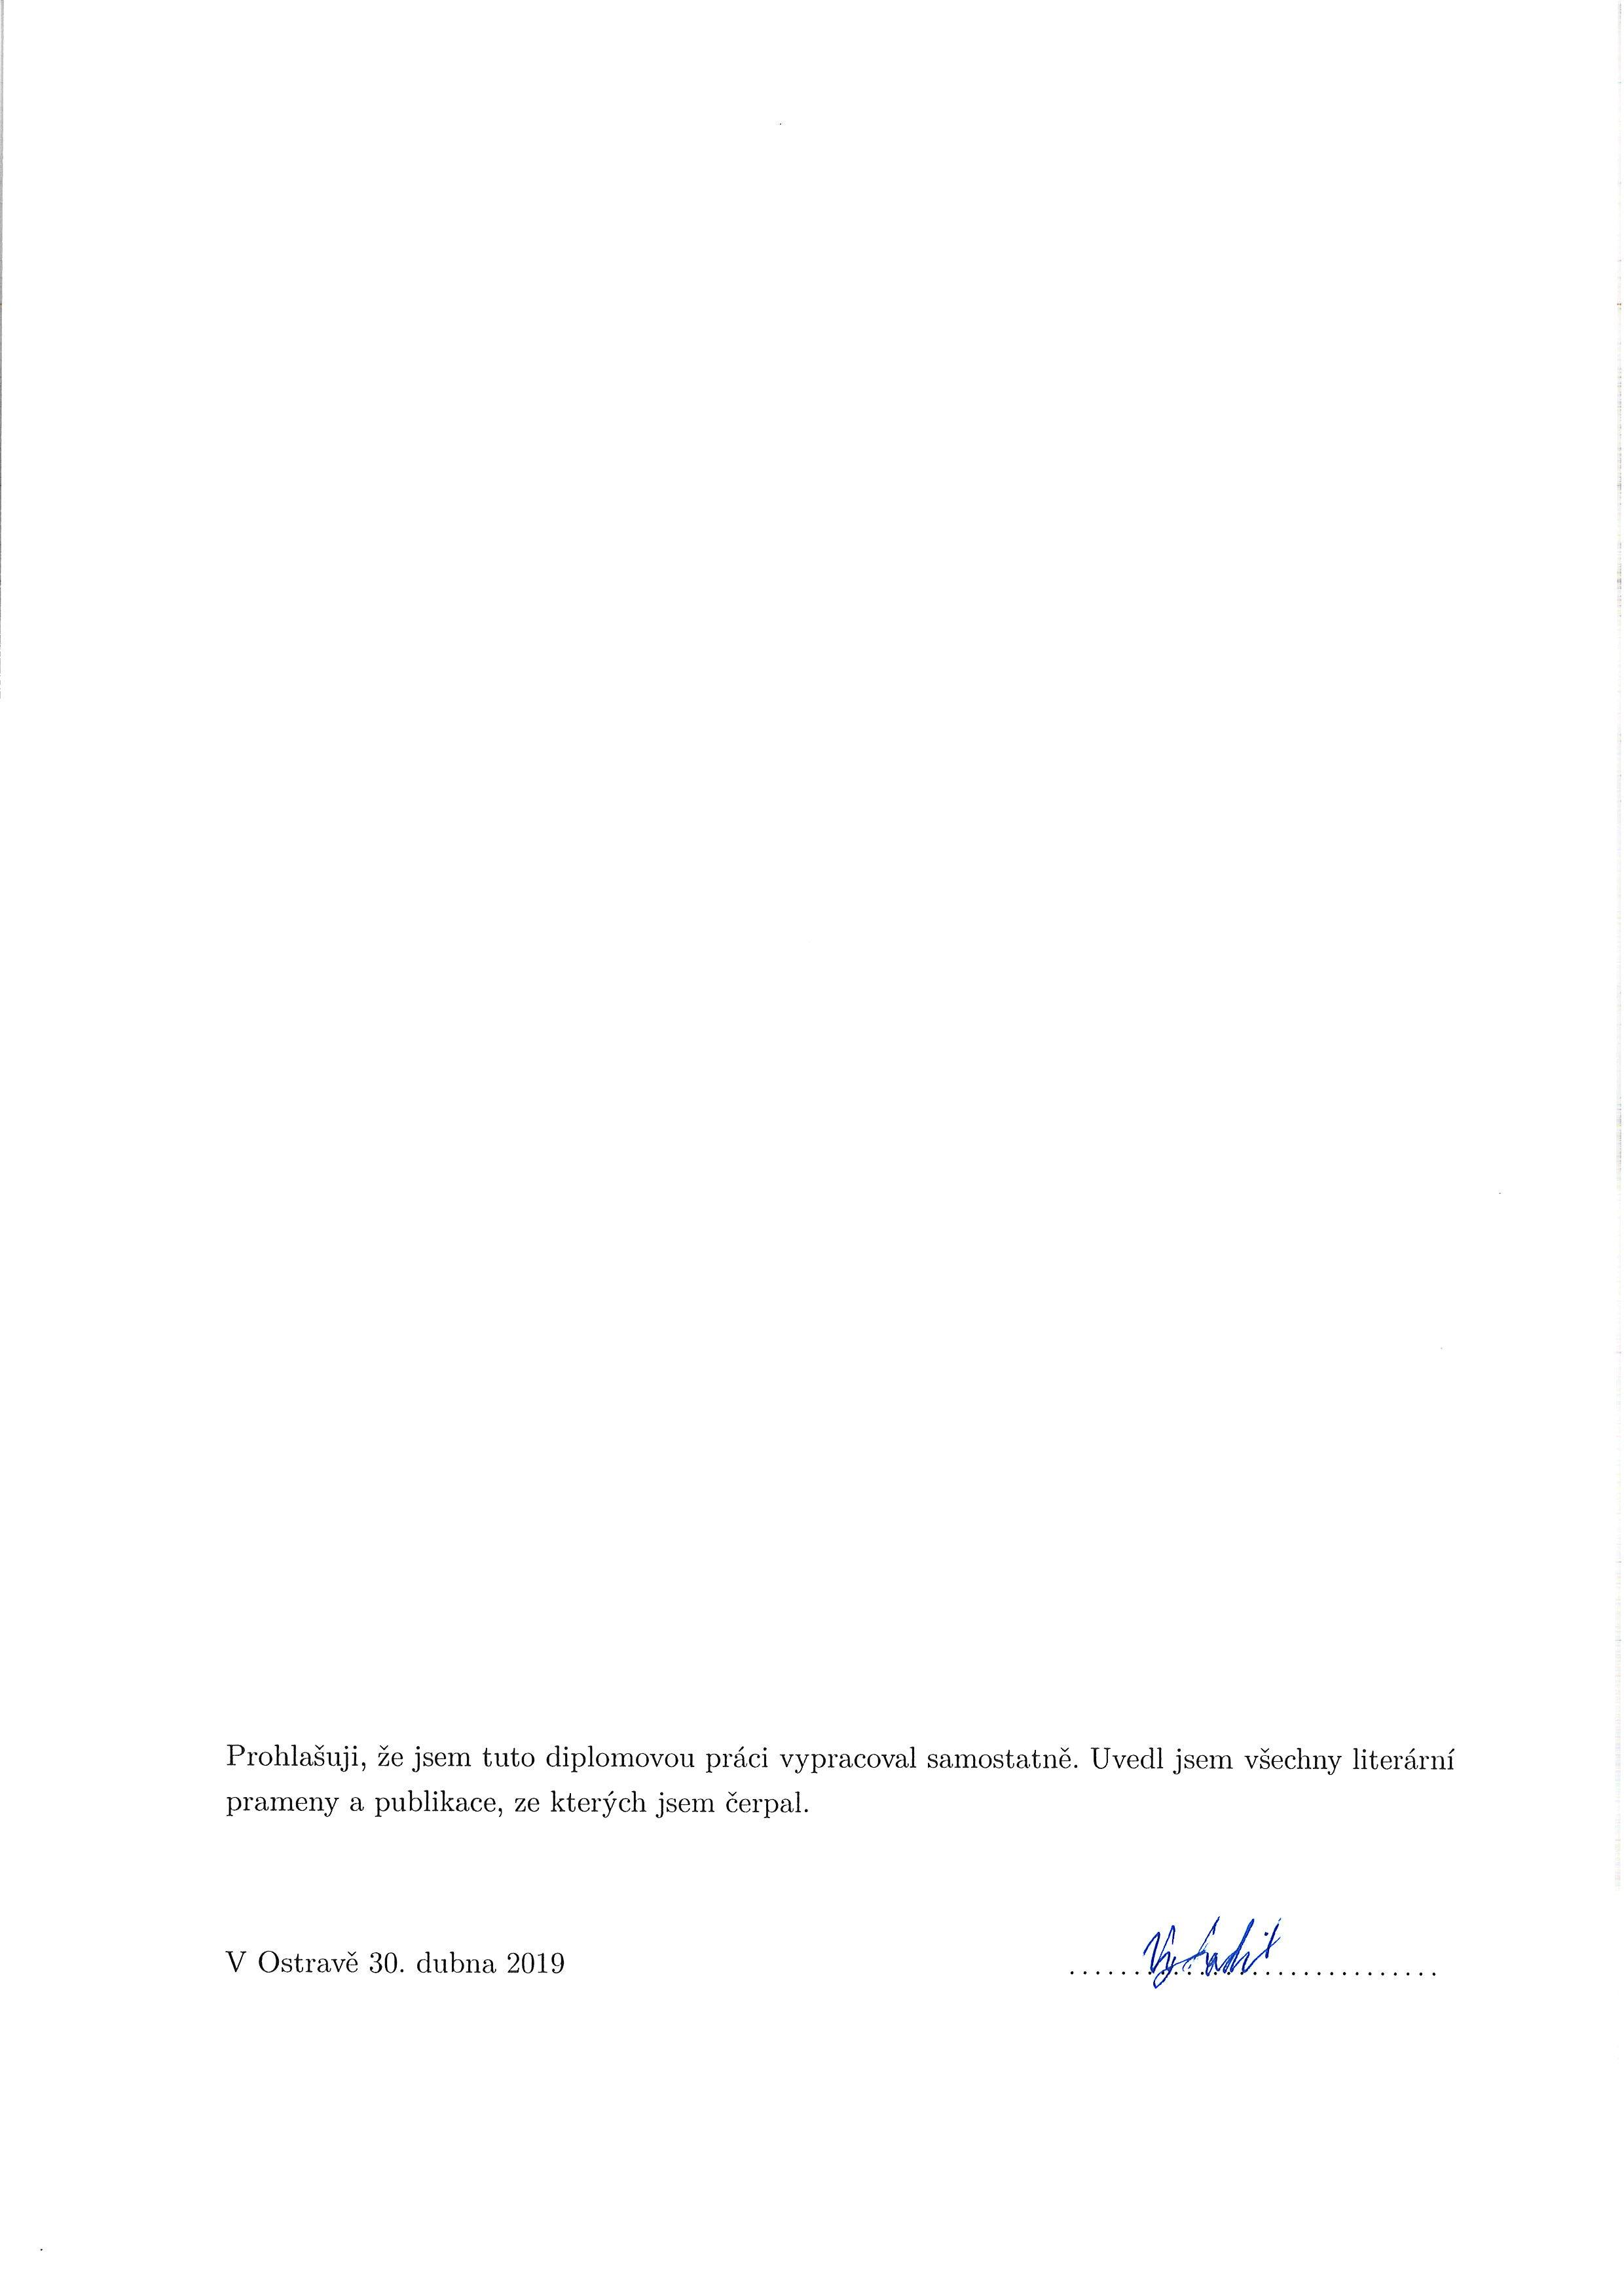 Prohlašuji, že jsem tuto diplomovou práci vypracoval samostatně. Uvedl jsem všechny literární
prameny a publikace, ze kterých jsem čerpal.
V Ostravě 30. dubna 2019